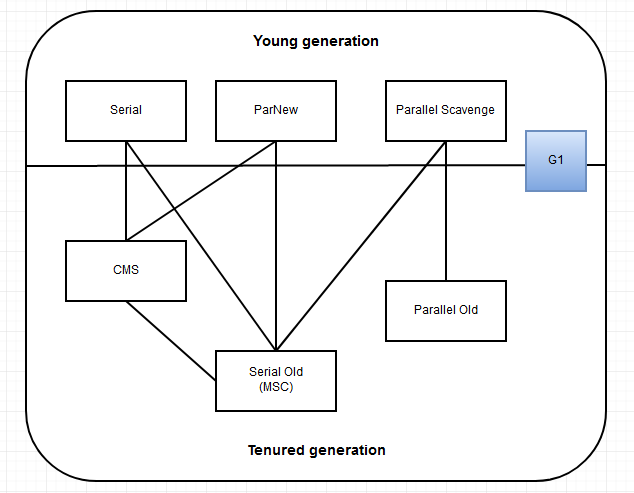 Young generation
Serial
ParNew
Parallel Scavenge
G1
CMS
Parallel Old
Serial Old
(MSC)
Tenured generation